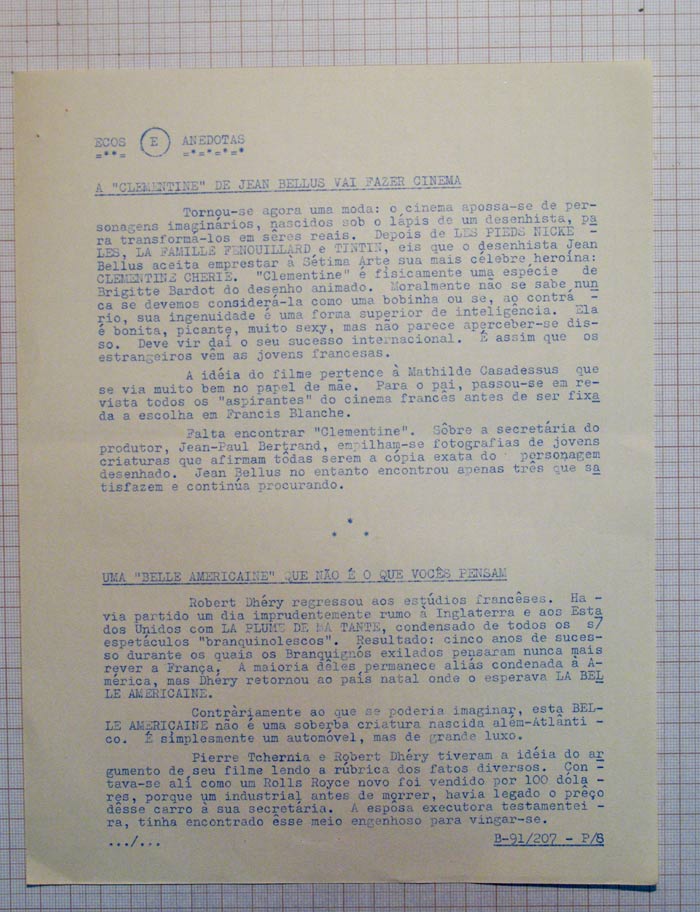 ECOS E ANEDOTAS
=**= =*=*=*=*
A "CLEMENTINE" DE JEAN BELLUS VAI FAZER CINEMA
Tornou-se agora uma moda: o cinema apossa-se de per-
sonagens imaginários, nascidos sob o lápis de um desenhista, pa
ra transformá-los em sêres reais. Depois de LES PIEDS NICKE -
LES, LA FAMILLE FENOUILLARD e TINTIN, eis que o desenhista Jean
Bellus aceita emprestar à Sétima Arte sua mais célebre heroína:
CLEMENTINE CHERIE. "Clementine" é fisicamente uma espécie de
Brigitte Bardot do desenho animado. Moralmente não se sabe nun
ca se devemos considerá-la como uma bobinha ou se, ao contrá -
rio, sua ingenuidade é uma forma superior de inteligência. Ela
é bonita, picante, muito sexy, mas não parece aperceber-se dis-
so. Deve vir daí o seu sucesso internacional. É assim que os
estrangeiros vêm as jovens francesas.
A idéia do filme pertence à Mathilde Casadessus que
se via muito bem no papel de mãe. Para o pai, passou-se em re-
vista todos os "aspirantes" do cinema francês antes de ser fixa
da a escolha em Francis Blanche.
Falta encontrar "Clementine". Sôbre a secretária do
produtor, Jean-Paul Bertrand, empilham-se fotografias de jovens
criaturas que afirmam tôdas serem a cópia exata do personagem
desenhado. Jean Bellus no entanto encontrou apenas três que sa
tisfazem e continúa procurando.
*
* *
UMA "BELLE AMERICAINE" QUE NÃO É O QUE VOCÊS PENSAM
Robert Dhéry regressou aos estúdios francêses. Ha -
via partido um dia imprudentemente rumo à Inglaterra e aos Esta
dos Unidos com LA PLUME DE MA TANTE, condensado de todos os s/
espetáculos "branquinolescos". Resultado: cinco anos de suces-
so durante os quais os Branquignós exilados pensaram nunca mais
rever a França. A maioria dêles permanece aliás condenada à A-
mérica, mas Dhéry retornou ao país natal onde o esperava LA BEL
LE AMERICAINE.
Contràriamente ao que se poderia imaginar, esta BEL-
LE AMERICAINE não é uma soberba criatura nascida além-Atlânti -
co. É simplesmente um automóvel, mas de grande luxo.
Pierre Tchernia e Robert Dhéry tiveram a idéia do ar
gumento de seu filme lendo a rúbrica dos fatos diversos. Con -
tava-se alí como um Rolls Royce novo foi vendido por 100 dóla -
res, porque um industrial antes de morrer, havia legado o prêço
dêsse carro à sua secretária. A espôsa executora testamentei -
ra, tinha encontrado êsse meio engenhoso para vingar-se.
.../... B-91/207 - P/S